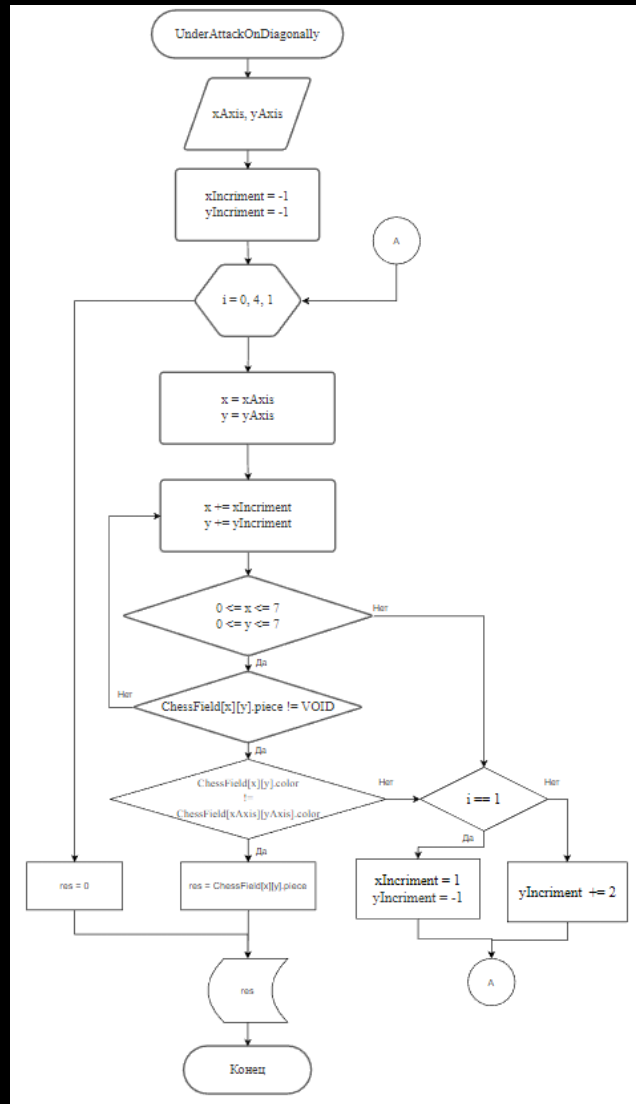 UnderAttackOnDiagonally
xAxis, yAxis
xIncriment = -1
yIncriment = -1
A
i = 0, 4, 1
x = xAxis
y = yAxis
x += xIncriment
y += yIncriment
0 <= x <= 7
0 <= y <= 7
Нет
Да
Нет
ChessField[x][y].piece != VOID
Да
ChessField[x][y].color
!=
ChessField[xAxis][yAxis].color
Нет
i == 1
Нет
Да
Да
res = 0
res = ChessField[x][y].piece
xIncriment = 1
yIncriment = -1
yIncriment += 2
res
A
Конец